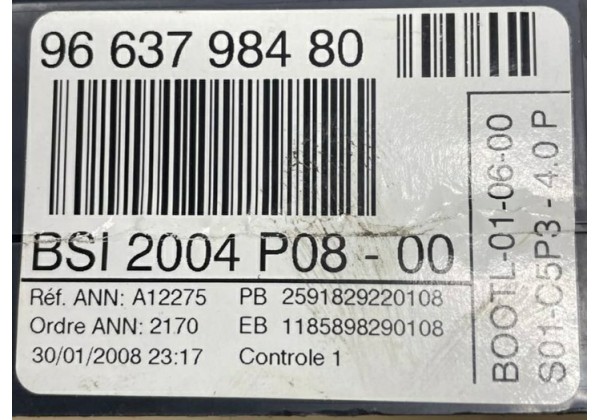 96 637 984 80
BSI 2004 P08 - 00
Réf. ANN: A12275 PB 2591829220108
Ordre ANN: 2170 EB 1185898290108
30/01/2008 23:17 Controle 1
BOOTL-01-06-00
S01-C5P3 - 4.0 P